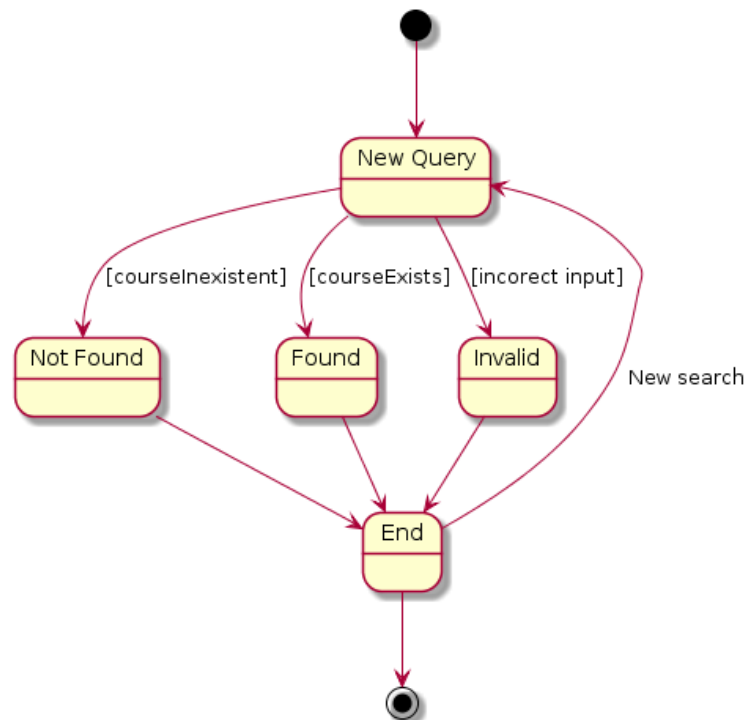 New Query
[courseInexistent]
[courseExists]
[incorect input]
Not Found
Found
Invalid
New search
End